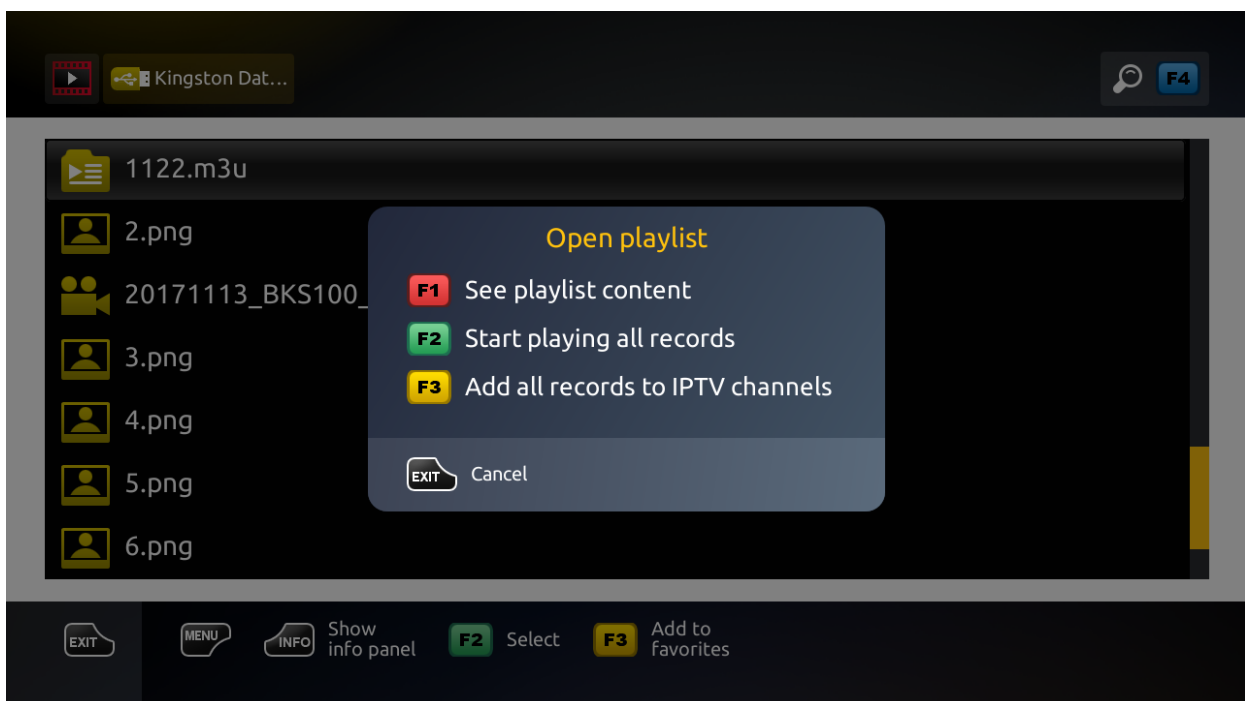 Kingston Dat...
F4
1122.m3u
2.png
20171113_BKS100_
3.png
4.png
5.png
6.png
Open playlist
F1 See playlist content
F2 Start playing all records
F3 Add all records to IPTV channels
EXIT Cancel
EXIT
MENU
INFO Show
info panel
F2 Select
F3 Add to
favorites